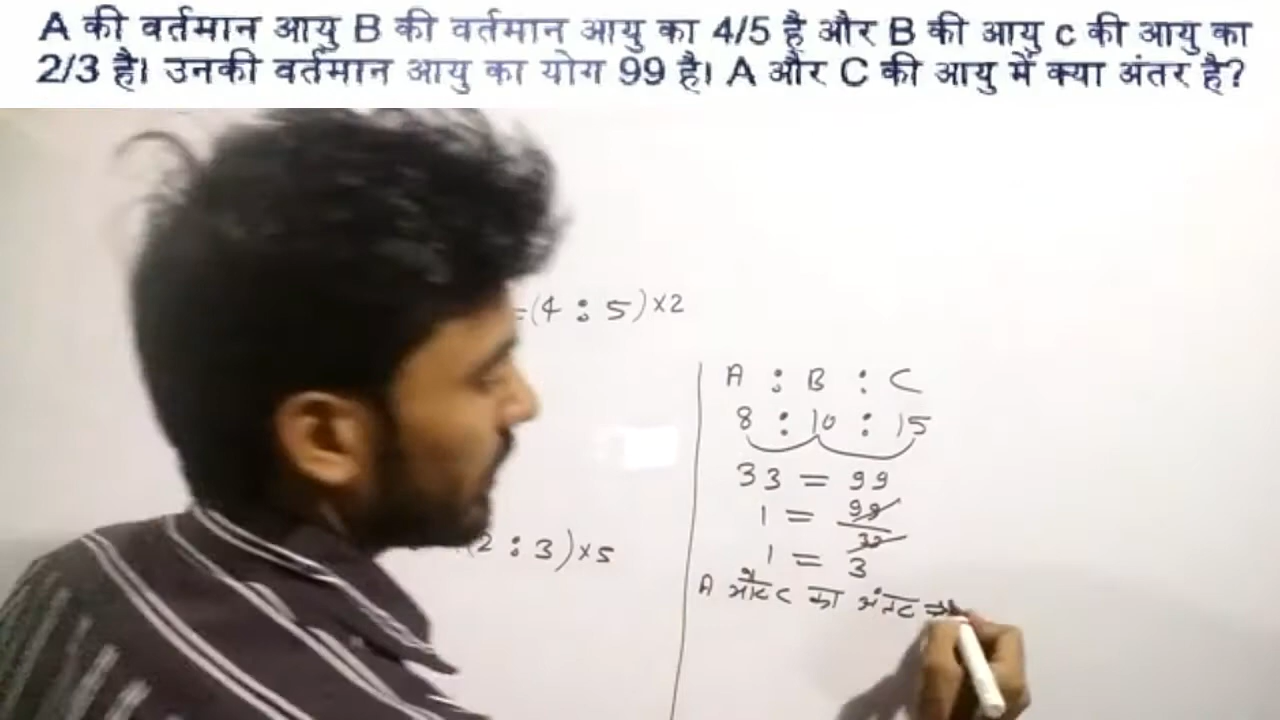 A की वर्तमान आयु B की वर्तमान आयु का 4/5 है और B की आयु c की आयु का
2/3 है। उनकी वर्तमान आयु का योग 99 है। A और C की आयु में क्या अंतर है?
=(4 : 5)×2
A : B : C
8 : 10 : 15
33 = 99
1 = 99/33
(2 : 3)×5
1 = 3
A और C का अंतर =